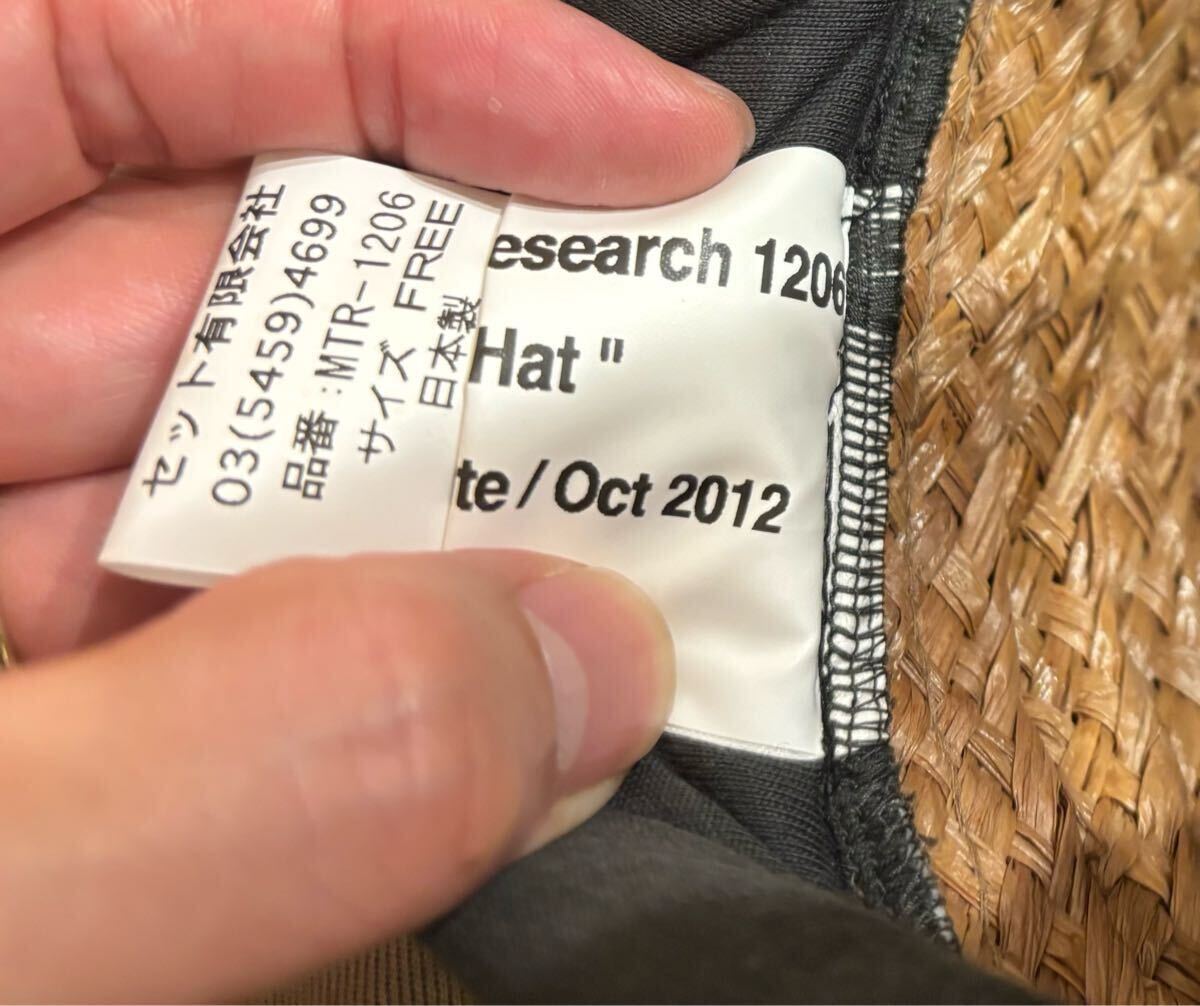 セット有限会社
03(5459)4699
品番:MTR-1206
サイズ FREE
日本製
esearch 1206
Hat "
te / Oct 2012